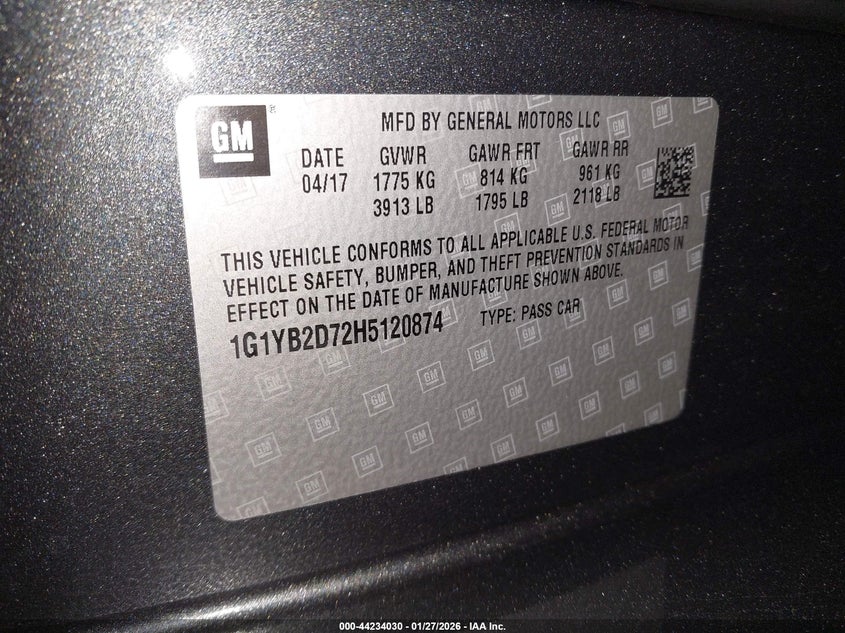 GM
MFD BY GENERAL MOTORS LLC
DATE GVWR GAWR FRT GAWR RR
04/17 1775 KG 814 KG 961 KG
3913 LB 1795 LB 2118 LB
THIS VEHICLE CONFORMS TO ALL APPLICABLE U.S. FEDERAL MOTOR
VEHICLE SAFETY, BUMPER, AND THEFT PREVENTION STANDARDS IN
EFFECT ON THE DATE OF MANUFACTURE SHOWN ABOVE.
1G1YB2D72H5120874 TYPE: PASS CAR
000-44234030 — 01/27/2026 — IAA Inc.